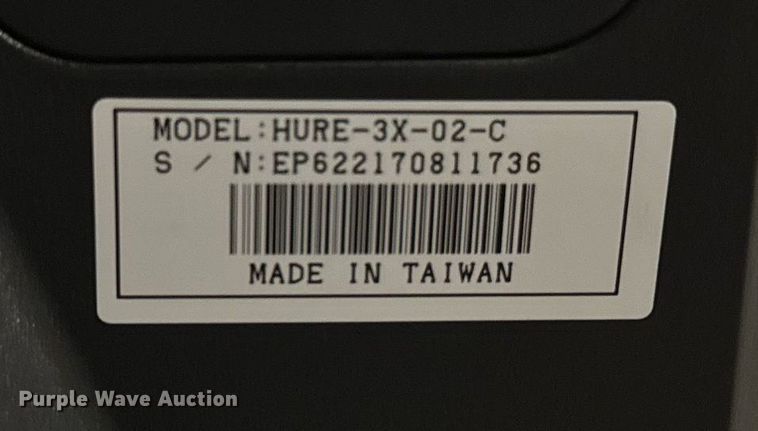 MODEL:HURE-3X-02-C
S / N:EP622170811736
MADE IN TAIWAN
Purple Wave Auction